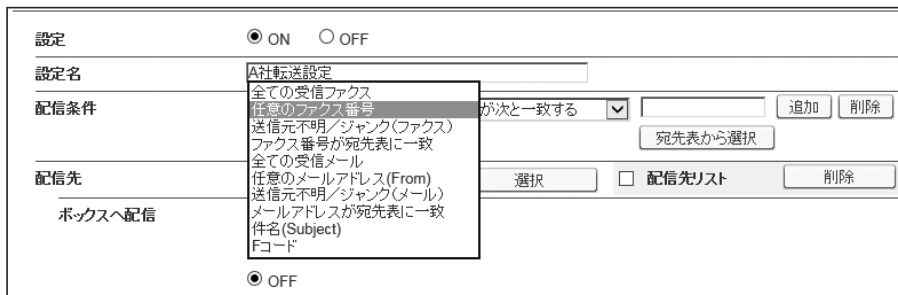 設定 ON OFF
設定名 A社転送設定
配信条件 が次と一致する 追加 削除
宛先表から選択
全ての受信ファクス
任意のファクス番号
送信元不明／ジャンク(ファクス)
ファクス番号が宛先表に一致
全ての受信メール
任意のメールアドレス(From)
送信元不明／ジャンク(メール)
メールアドレスが宛先表に一致
件名(Subject)
Fコード
配信先 選択 配信先リスト 削除
ボックスへ配信
OFF